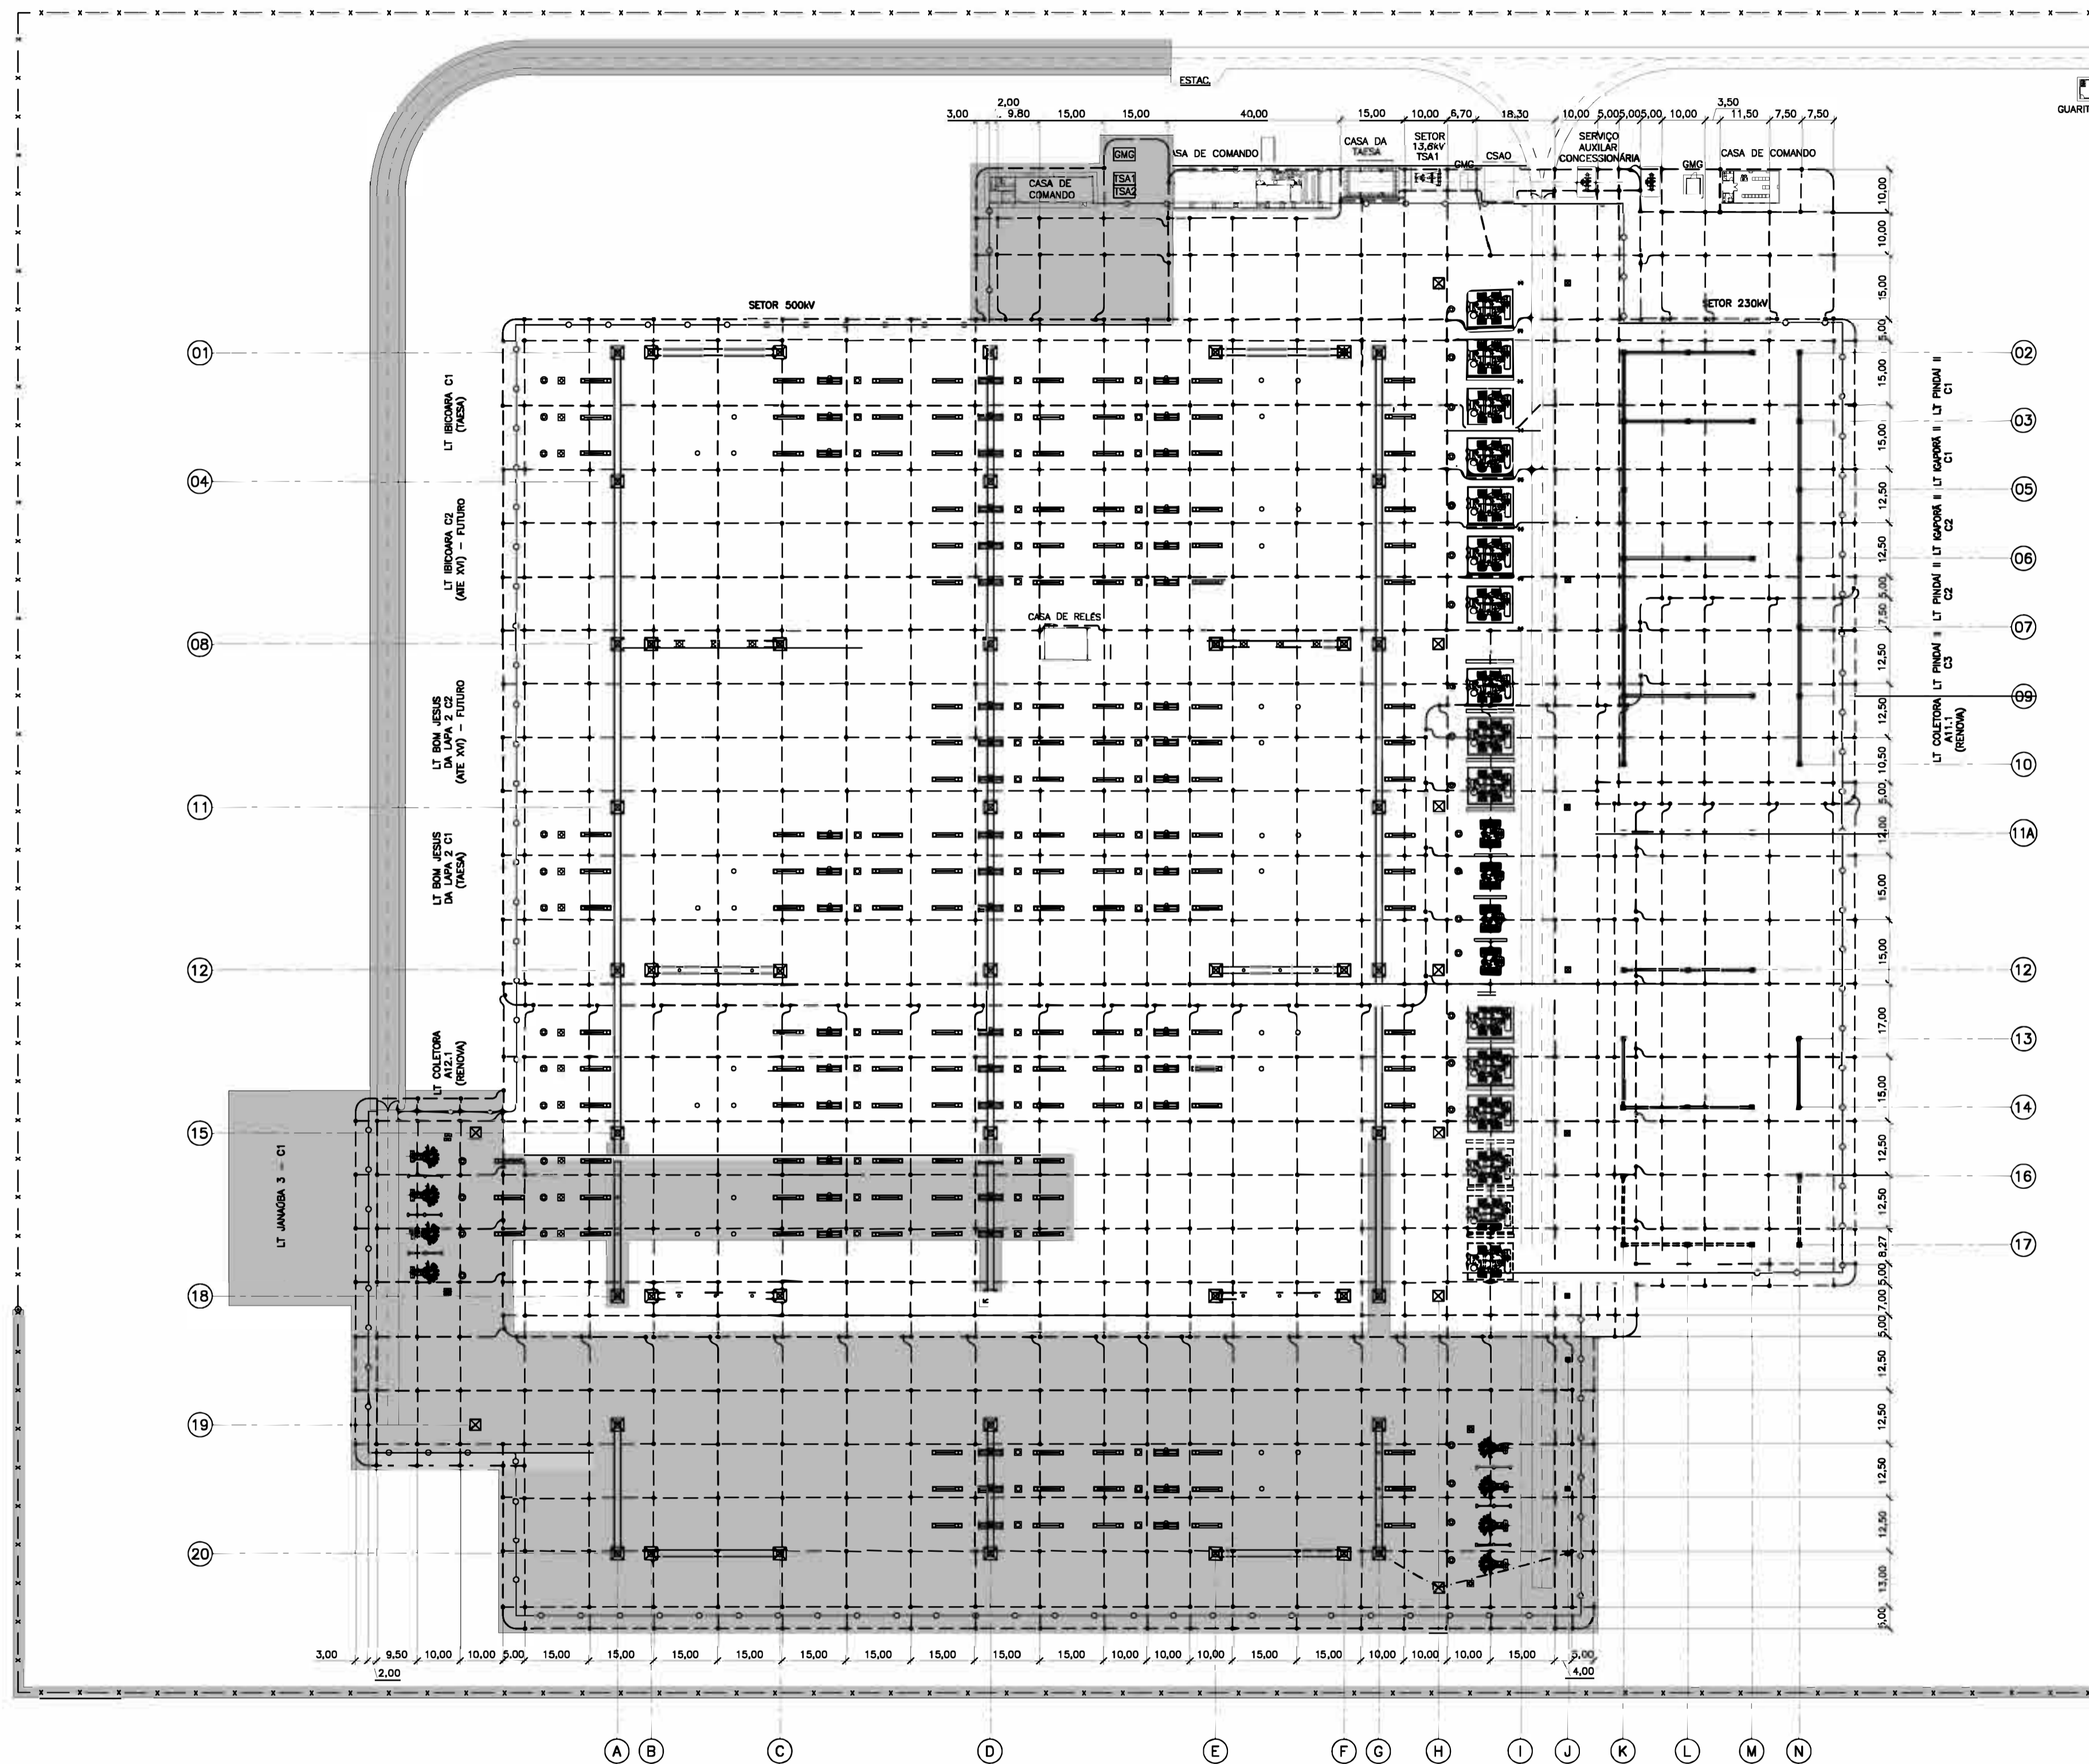 ESTAC.
GUARIT
2,00
3,00
9.80
15,00
15,00
40,00
15,00
10,00
6,70
18,30
10,00
5,00
5,00
5,00
10,00
3,50
11,50
7,50
7,50
GMG
TSA1
TSA2
CASA DE
COMANDO
ASA DE COMANDO
CASA DA
TAESA
SETOR
13,8kV
TSA1
GMG
CSAO
SERVIÇO
AUXILAR
CONCESSIONÁRIA
GMG
CASA DE COMANDO
SETOR 500kV
SETOR 230kV
CASA DE RELÉS
01
04
08
11
12
15
18
19
20
LT IBICOARA C1
(TAESA)
LT IBICOARA C2
(ATE XVI) – FUTURO
LT BOM JESUS
DA LAPA 2 C2
(ATE XVI) – FUTURO
LT BOM JESUS
DA LAPA 2 C1
(TAESA)
LT COLETORA
A12.1
(RENOVA)
LT JANAÚBA 3 – C1
LT PINDAÍ II
C1
LT IGAPORÃ II
C1
LT IGAPORÃ II
C2
LT PINDAÍ II
C2
LT PINDAÍ II
C3
LT COLETORA
A11.1
(RENOVA)
02
03
05
06
07
09
10
11A
12
13
14
16
17
10,00
10,00
15,00
5,00
15,00
15,00
12,50
12,50
5,00
7,50
12,50
12,50
10,50
5,00
12,00
15,00
15,00
17,00
15,00
12,50
12,50
8,27
5,00
7,00
5,00
12,50
12,50
12,50
12,50
13,00
5,00
3,00
2,00
9,50
10,00
10,00
5,00
15,00
15,00
15,00
15,00
15,00
15,00
15,00
15,00
15,00
10,00
10,00
10,00
15,00
15,00
10,00
10,00
10,00
15,00
5,00
4,00
A
B
C
D
E
F
G
H
I
J
K
L
M
N